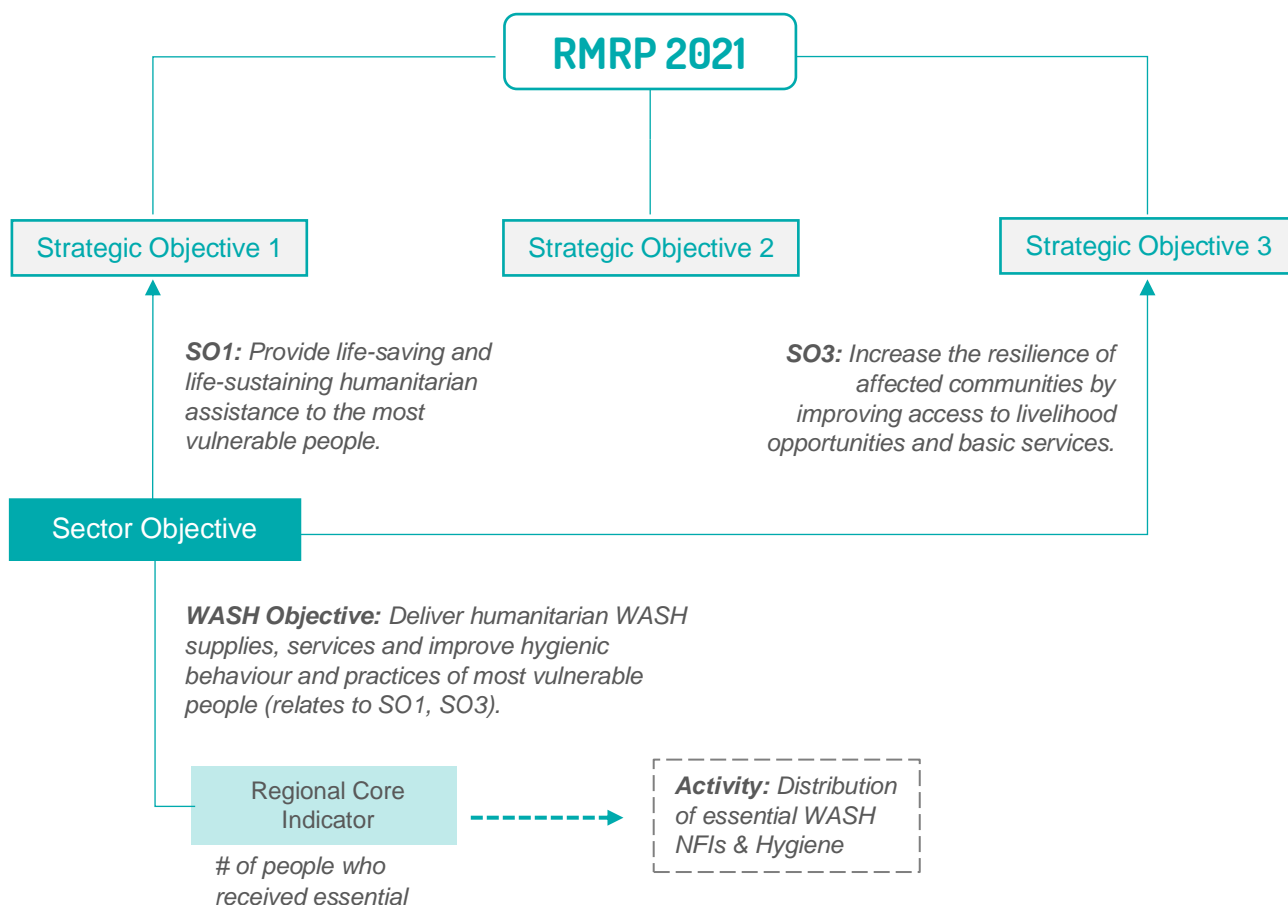 RMRP 2021
Strategic Objective 1
Strategic Objective 2
Strategic Objective 3
SO1: Provide life-saving and
life-sustaining humanitarian
assistance to the most
vulnerable people.
SO3: Increase the resilience of
affected communities by
improving access to livelihood
opportunities and basic services.
Sector Objective
WASH Objective: Deliver humanitarian WASH
supplies, services and improve hygienic
behaviour and practices of most vulnerable
people (relates to SO1, SO3).
Regional Core
Indicator
Activity: Distribution
of essential WASH
NFIs & Hygiene
# of people who
received essential